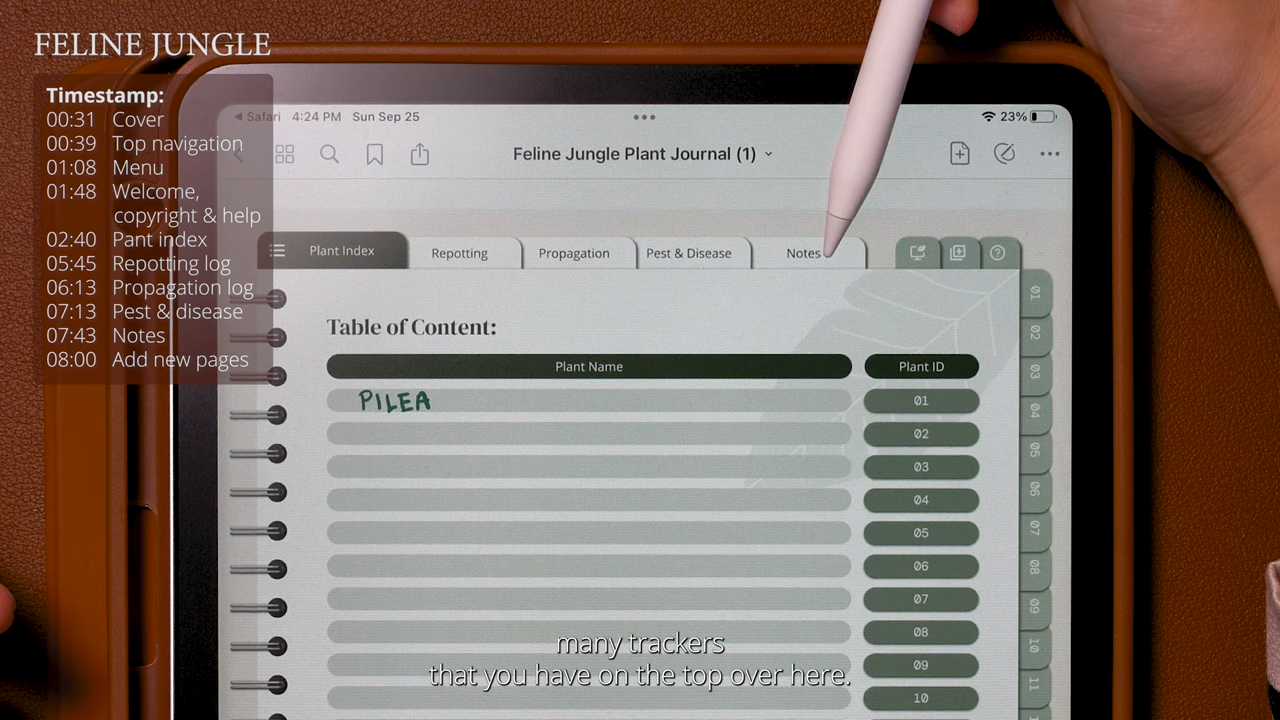 FELINE JUNGLE
Timestamp:
00:31 Cover
00:39 Top navigation
01:08 Menu
01:48 Welcome,
copyright & help
02:40 Pant index
05:45 Repotting log
06:13 Propagation log
07:13 Pest & disease
07:43 Notes
08:00 Add new pages
Safari 4:24 PM Sun Sep 25
23%
Feline Jungle Plant Journal (1)
Plant Index Repotting Propagation Pest & Disease Notes
Table of Content:
Plant Name Plant ID
PILEA 01
02
03
04
05
06
07
08
09
10
01
02
03
04
05
06
07
08
09
10
11
many trackers
that you have on the top over here.